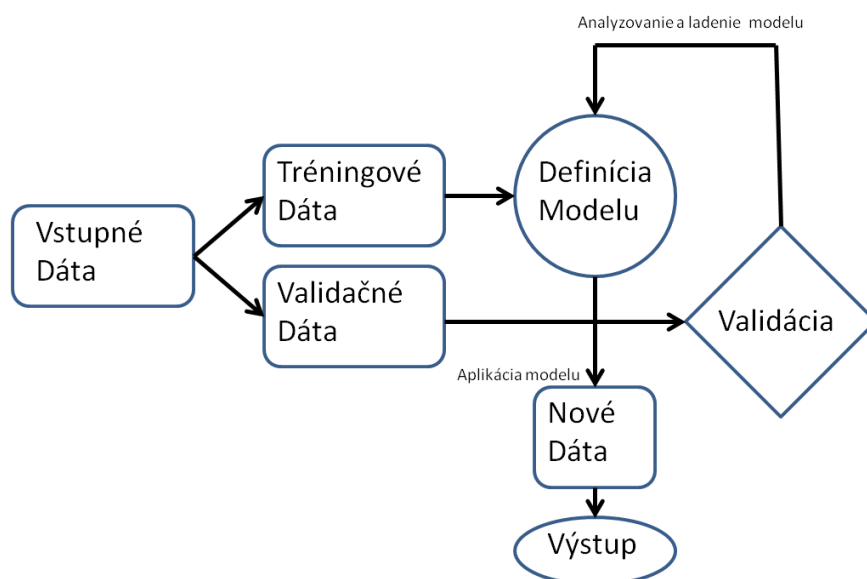 Analyzovanie a ladenie modelu
Tréningové
Dáta
Definícia
Modelu
Vstupné
Dáta
Validačné
Dáta
Validácia
Aplikácia modelu
Nové
Dáta
Výstup